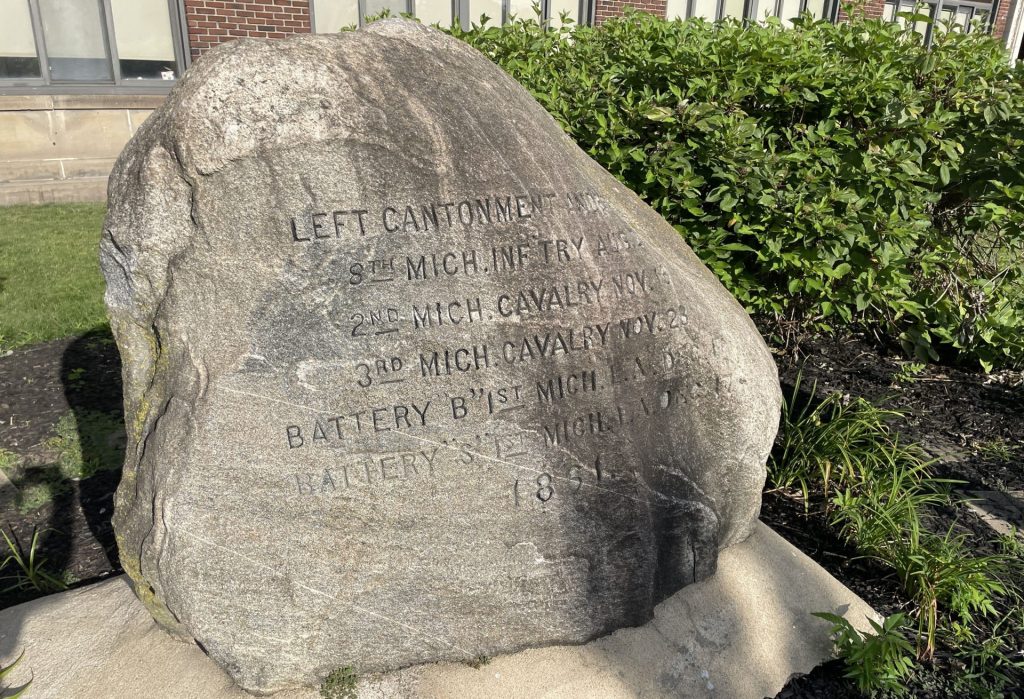 LEFT CANTONMENT
8TH MICH. INF'TRY
2ND MICH. CAVALRY NOV.
3RD MICH. CAVALRY NOV. 28
BATTERY B" 1ST MICH. L.A.
BATTERY MICH.
1861.